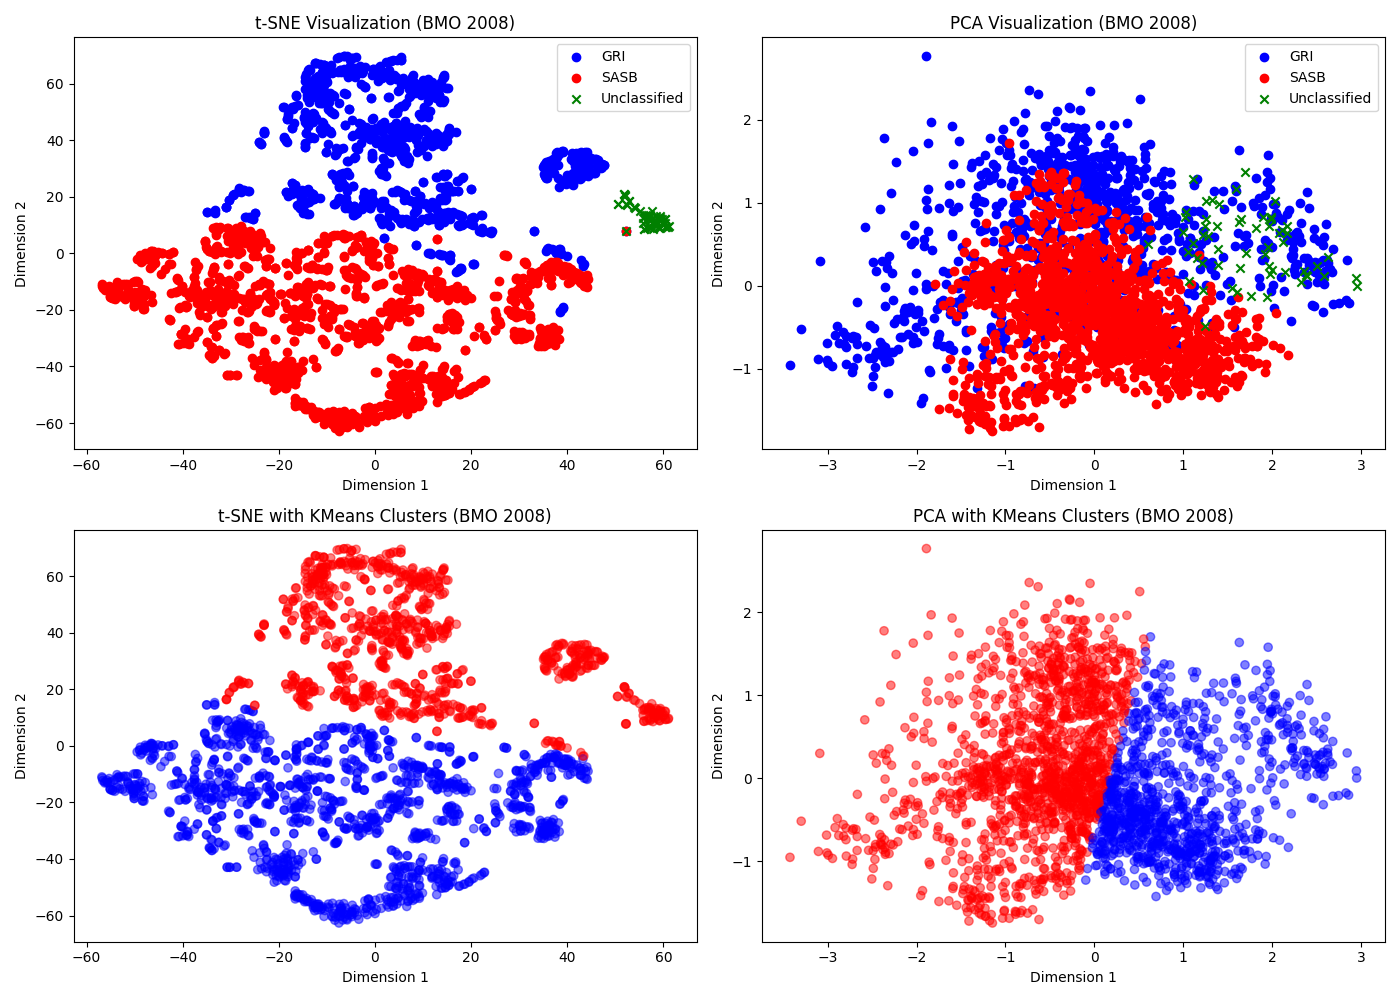 t-SNE Visualization (BMO 2008)
GRI
SASB
Unclassified
Dimension 2
60
40
20
0
−20
−40
−60
−60
−40
−20
0
20
40
60
Dimension 1
PCA Visualization (BMO 2008)
GRI
SASB
Unclassified
Dimension 2
2
1
0
−1
−3
−2
−1
0
1
2
3
Dimension 1
t-SNE with KMeans Clusters (BMO 2008)
Dimension 2
60
40
20
0
−20
−40
−60
−60
−40
−20
0
20
40
60
Dimension 1
PCA with KMeans Clusters (BMO 2008)
Dimension 2
2
1
0
−1
−3
−2
−1
0
1
2
3
Dimension 1